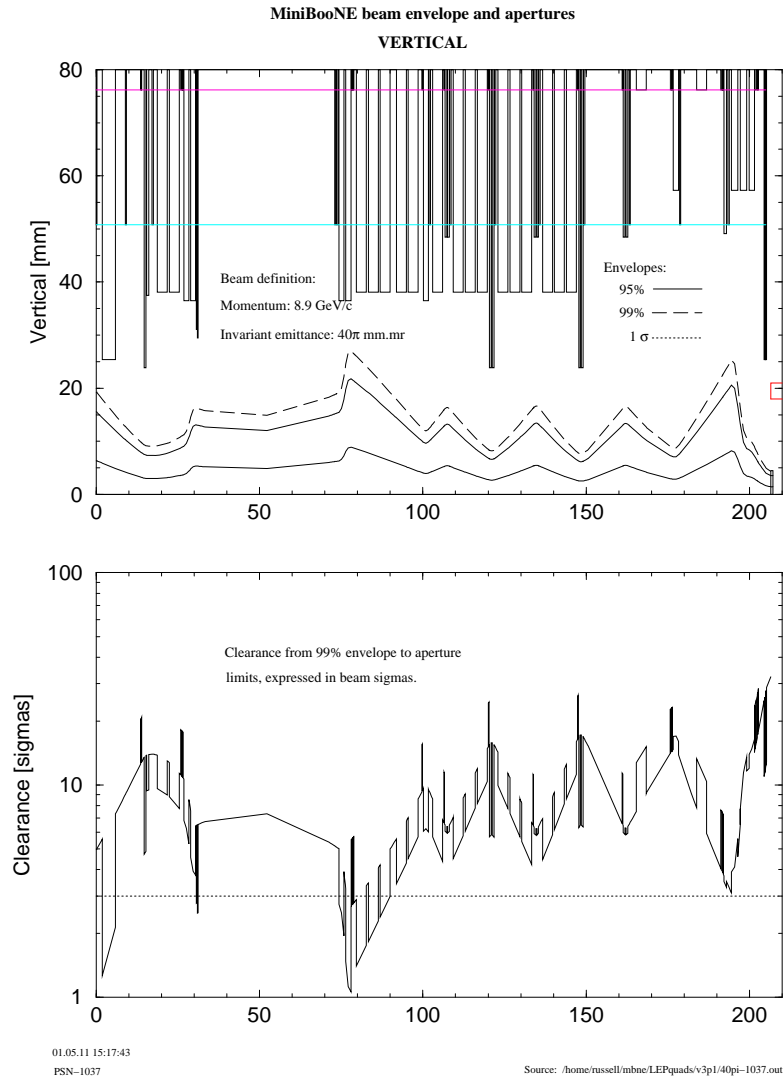 MiniBooNE beam envelope and apertures
VERTICAL
80
60
40
20
0
Vertical [mm]
Beam definition:
Momentum: 8.9 GeV/c
Invariant emittance: 40π mm.mr
Envelopes:
95%
99%
1 σ
0 50 100 150 200
100
10
1
Clearance [sigmas]
Clearance from 99% envelope to aperture
limits, expressed in beam sigmas.
0 50 100 150 200
01.05.11 15:17:43
PSN–1037
Source: /home/russell/mbne/LEPquads/v3p1/40pi–1037.out